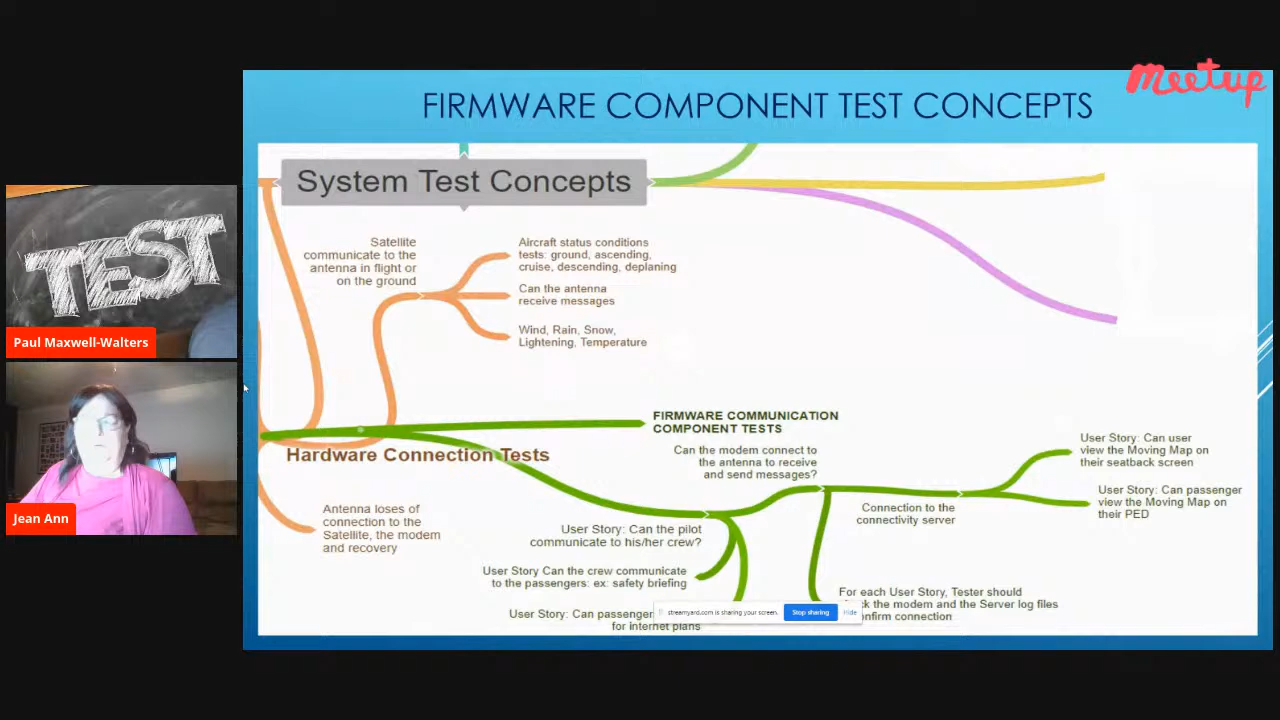 meetup
FIRMWARE COMPONENT TEST CONCEPTS
System Test Concepts
Satellite
communicate to the
antenna in flight or
on the ground
Aircraft status conditions
tests: ground, ascending,
cruise, descending, deplaning
Can the antenna
receive messages
Wind, Rain, Snow,
Lightening, Temperature
TEST
Paul Maxwell-Walters
Jean Ann
FIRMWARE COMMUNICATION
COMPONENT TESTS
Hardware Connection Tests
Can the modem connect to
the antenna to receive
and send messages?
User Story: Can user
view the Moving Map on
their seatback screen
User Story: Can passenger
view the Moving Map on
their PED
Connection to the
connectivity server
Antenna loses of
connection to the
Satellite, the modem
and recovery
User Story: Can the pilot
communicate to his/her crew?
User Story Can the crew communicate
to the passengers: ex: safety briefing
User Story: Can passenger
for internet plans
For each User Story, Tester should
the modem and the Server log files
connection
streamyard.com is sharing your screen.
Stop sharing
Hide